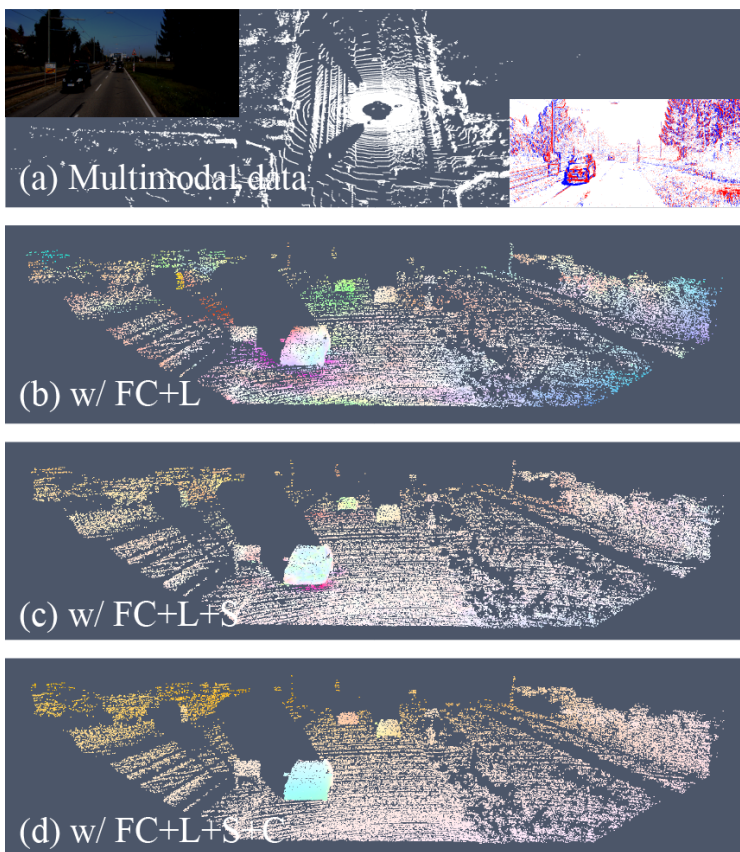 (a) Multimodal data
(b) w/ FC+L
(c) w/ FC+L+S
(d) w/ FC+L+S+C